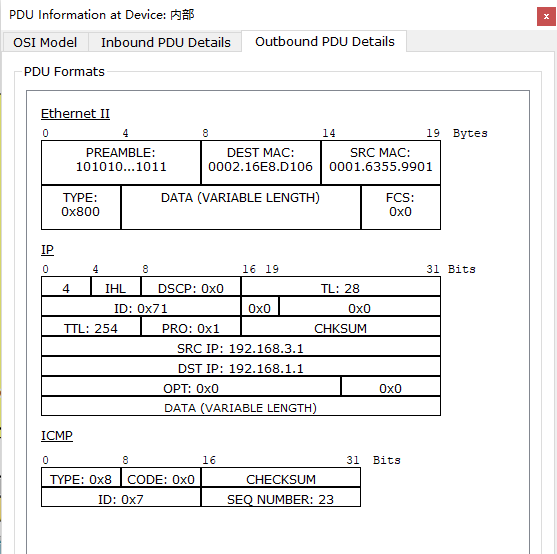 PDU Information at Device: 内部
x
OSI Model Inbound PDU Details Outbound PDU Details
PDU Formats
Ethernet II
0 4 8 14 19 Bytes
PREAMBLE: 101010...1011 DEST MAC: 0002.16E8.D106 SRC MAC: 0001.6355.9901
TYPE: 0x800 DATA (VARIABLE LENGTH) FCS: 0x0
IP
0 4 8 16 19 31 Bits
4 IHL DSCP: 0x0 TL: 28
ID: 0x71 0x0 0x0
TTL: 254 PRO: 0x1 CHKSUM
SRC IP: 192.168.3.1
DST IP: 192.168.1.1
OPT: 0x0 0x0
DATA (VARIABLE LENGTH)
ICMP
0 8 16 31 Bits
TYPE: 0x8 CODE: 0x0 CHECKSUM
ID: 0x7 SEQ NUMBER: 23